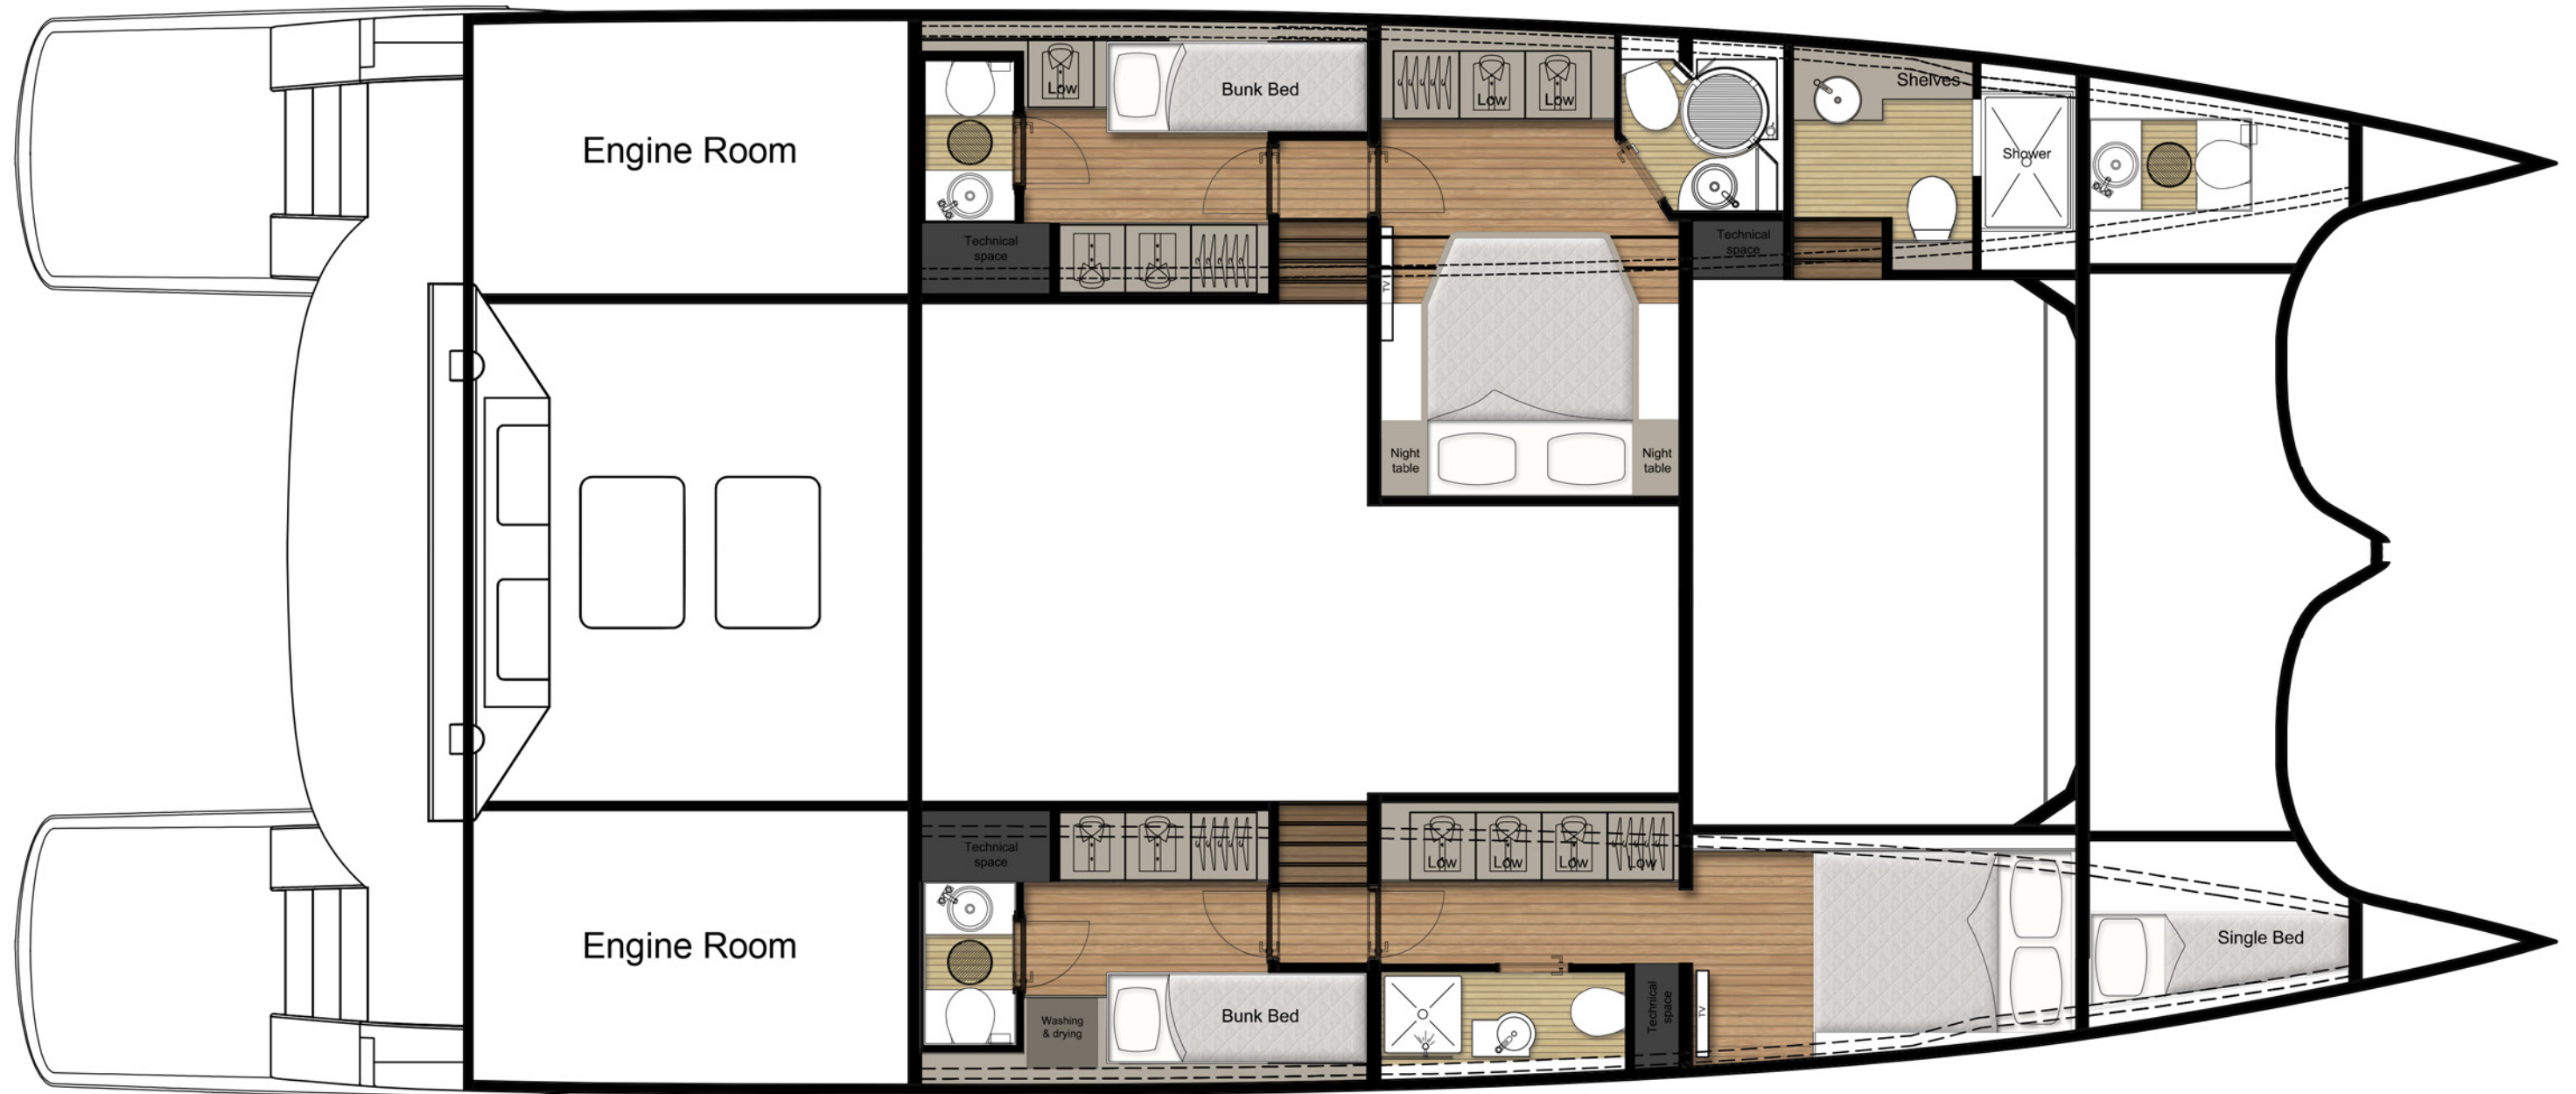 Engine Room
Low
Bunk Bed
Technical
space
Low
Low
TV
Night
table
Night
table
Technical
space
Shelves
Shower
Engine Room
Technical
space
Washing
& drying
Bunk Bed
Low
Low
Low
Low
Technical
space
TV
Single Bed